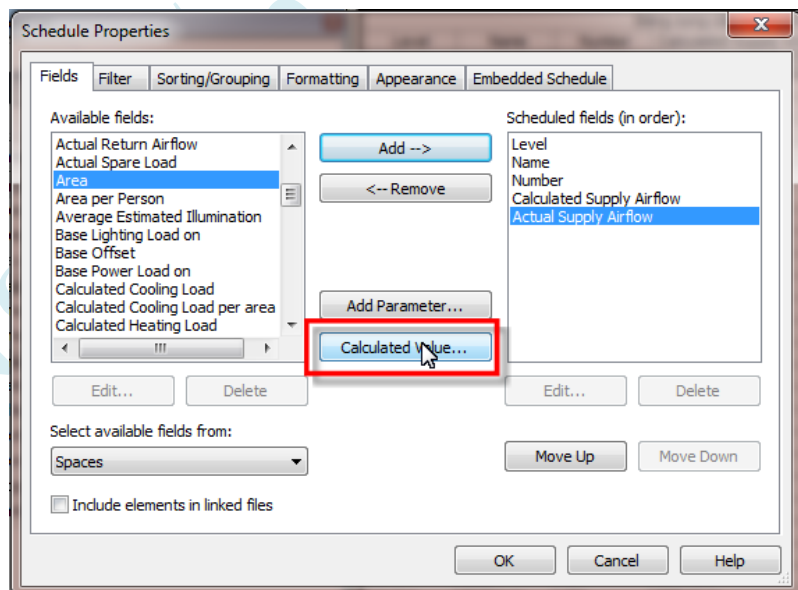 Schedule Properties
Fields
Filter
Sorting/Grouping
Formatting
Appearance
Embedded Schedule
Available fields:
Actual Return Airflow
Actual Spare Load
Area
Area per Person
Average Estimated Illumination
Base Lighting Load on
Base Offset
Base Power Load on
Calculated Cooling Load
Calculated Cooling Load per area
Calculated Heating Load
Add -->
<-- Remove
Add Parameter...
Calculated Value...
Scheduled fields (in order):
Level
Name
Number
Calculated Supply Airflow
Actual Supply Airflow
Edit...
Delete
Edit...
Delete
Select available fields from:
Spaces
Move Up
Move Down
Include elements in linked files
OK
Cancel
Help